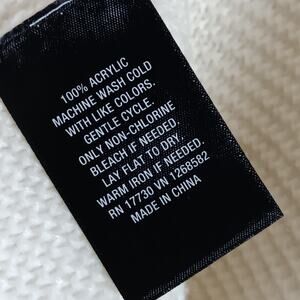 100% ACRYLIC
MACHINE WASH COLD
WITH LIKE COLORS.
GENTLE CYCLE.
ONLY NON-CHLORINE
BLEACH IF NEEDED.
LAY FLAT TO DRY.
WARM IRON IF NEEDED.
RN 17730 VN 1268582
MADE IN CHINA